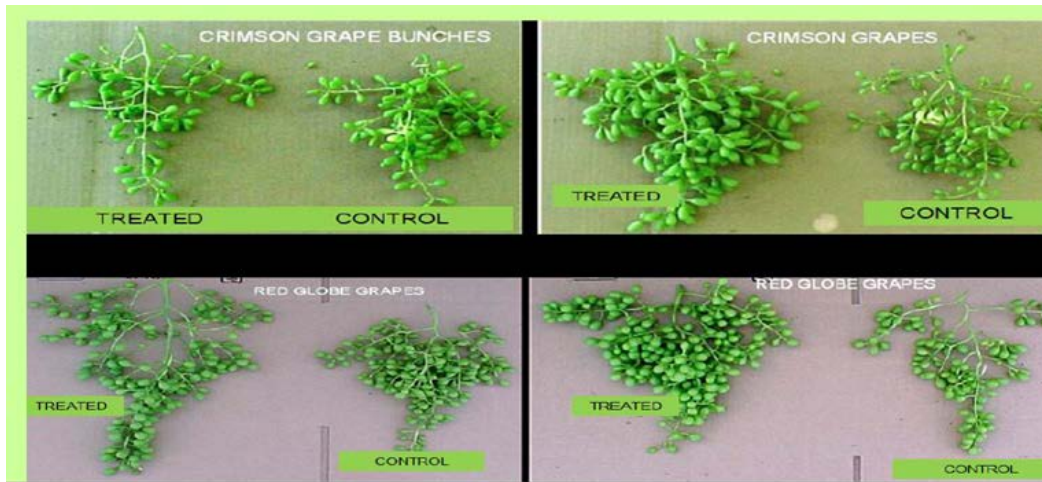 CRIMSON GRAPE BUNCHES
TREATED
CONTROL
CRIMSON GRAPES
TREATED
CONTROL
RED GLOBE GRAPES
TREATED
CONTROL
RED GLOBE GRAPES
TREATED
CONTROL